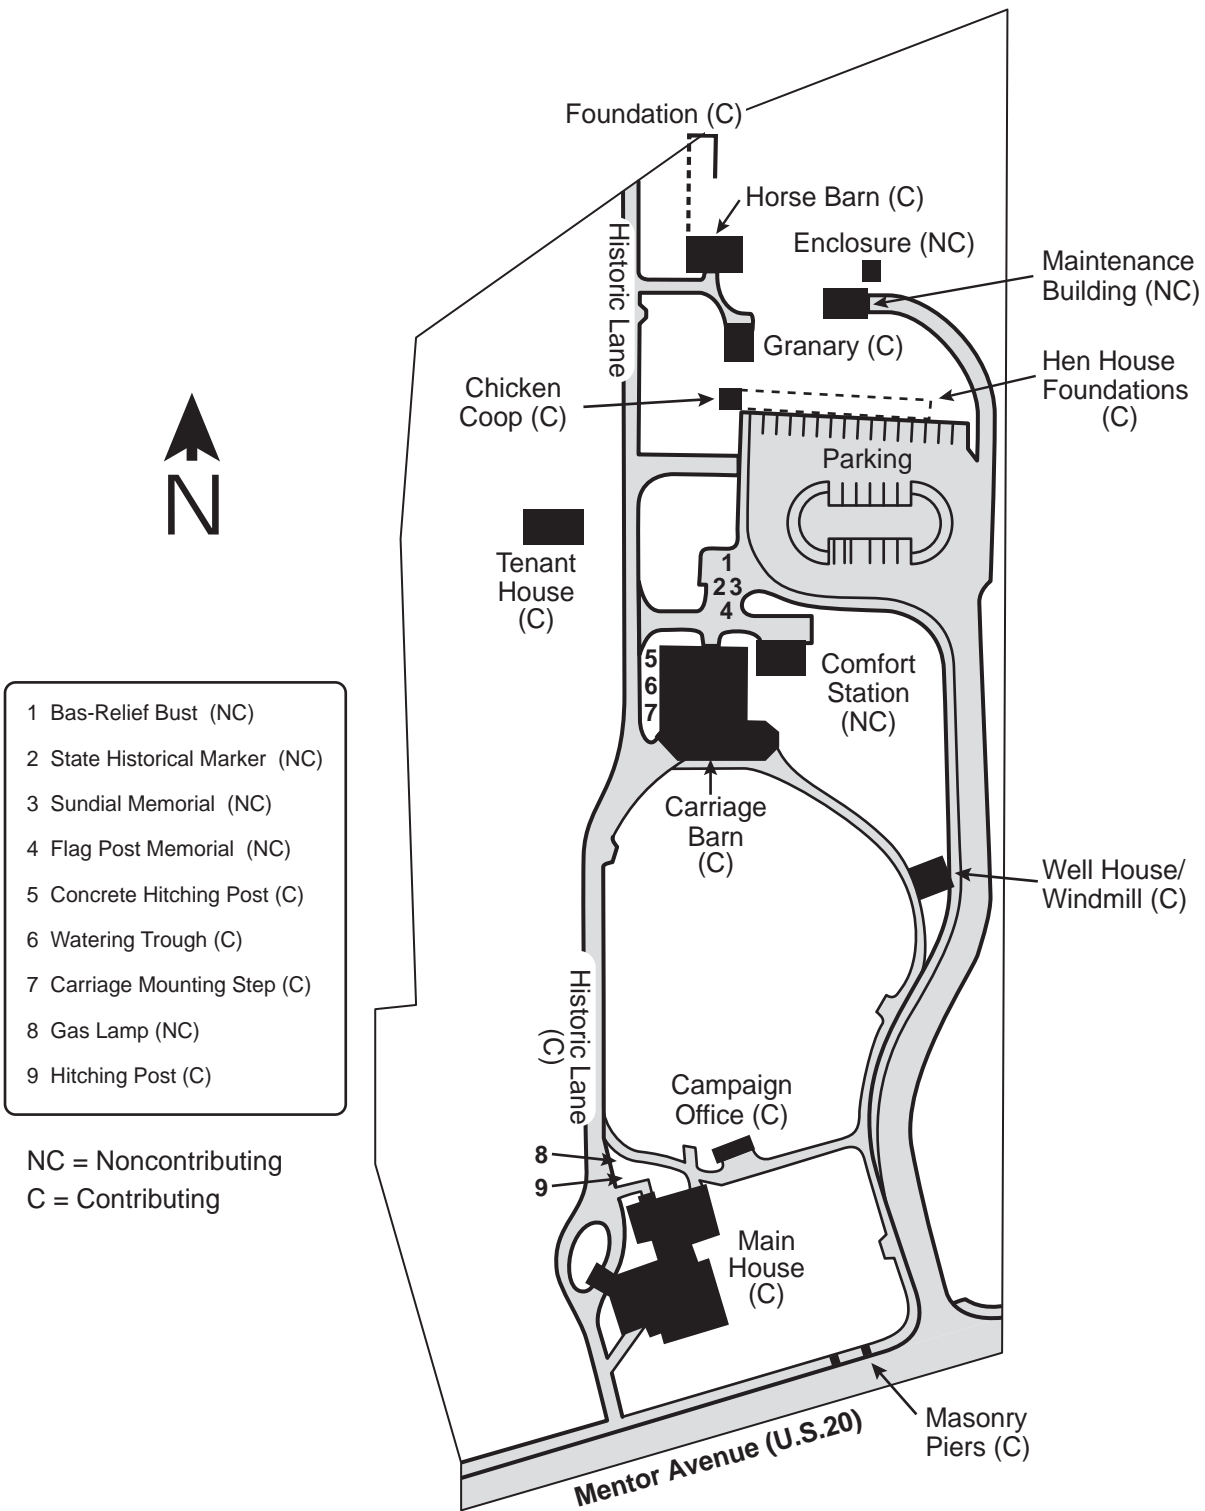 Foundation (C)
Horse Barn (C)
Enclosure (NC)
Maintenance
Building (NC)
Historic Lane
Granary (C)
Hen House
Foundations
(C)
Chicken
Coop (C)
Parking
N
Tenant
House
(C)
1
2 3
4
5
6
7
Comfort
Station
(NC)
1 Bas-Relief Bust (NC)
2 State Historical Marker (NC)
3 Sundial Memorial (NC)
4 Flag Post Memorial (NC)
5 Concrete Hitching Post (C)
6 Watering Trough (C)
7 Carriage Mounting Step (C)
8 Gas Lamp (NC)
9 Hitching Post (C)
NC = Noncontributing
C = Contributing
Carriage
Barn
(C)
Well House/
Windmill (C)
Historic Lane
(C)
Campaign
Office (C)
8
9
Main
House
(C)
Masonry
Piers (C)
Mentor Avenue (U.S.20)